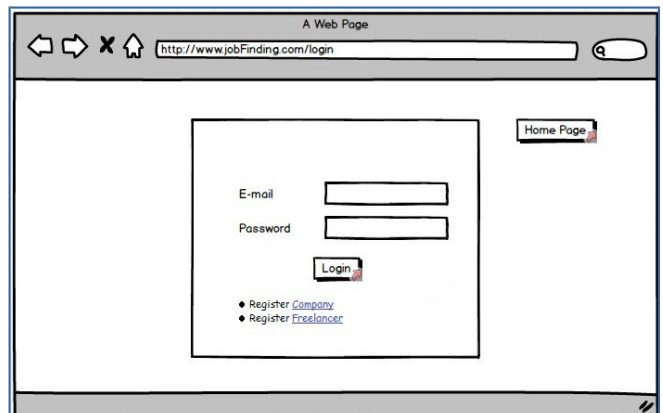 A Web Page
http://www.jobFinding.com/login
Home Page
E-mail
Password
Login
Register Company
Register Freelancer